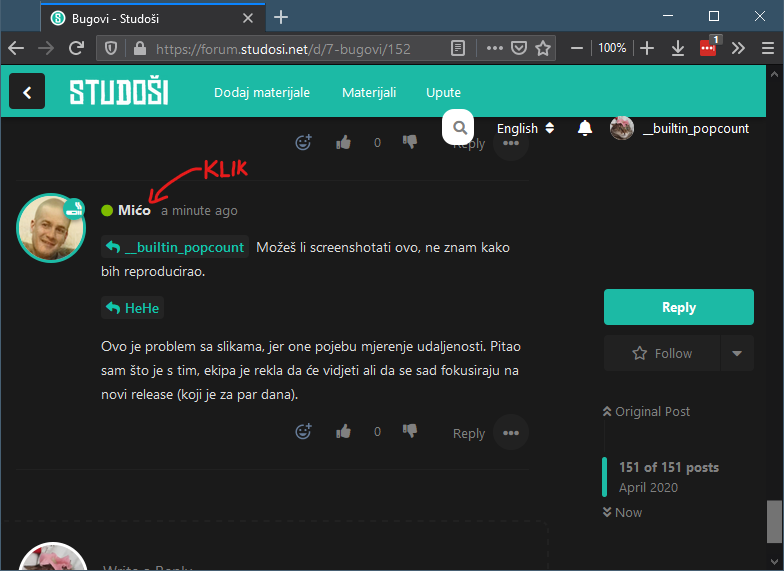 Bugovi - Studoši
https://forum.studosi.net/d/7-bugovi/152
100%
1
STUDOŠI
Dodaj materijale
Materijali
Upute
English
__builtin_popcount
0
Reply
KLIK
Mićo
a minute ago
__builtin_popcount Možeš li screenshotati ovo, ne znam kako
bih reproducirao.
HeHe
Ovo je problem sa slikama, jer one pojebu mjerenje udaljenosti. Pitao
sam što je s tim, ekipa je rekla da će vidjeti ali da se sad fokusiraju na
novi release (koji je za par dana).
0
Reply
Reply
Follow
Original Post
151 of 151 posts
April 2020
Now
Write a Reply...